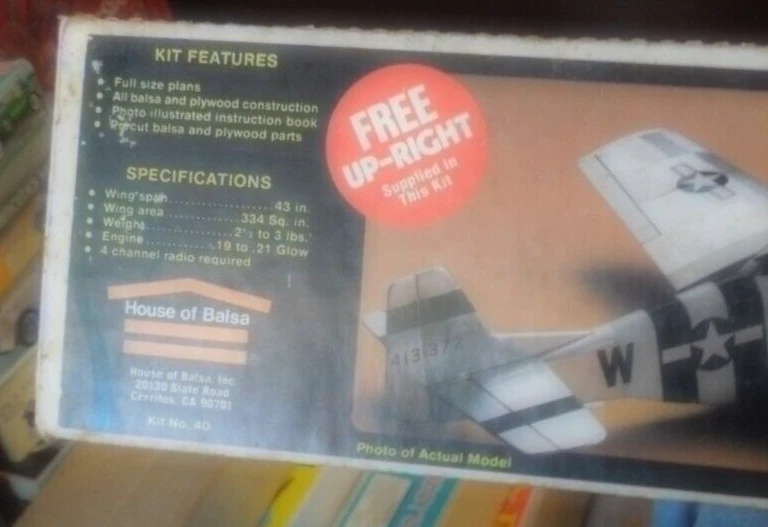 KIT FEATURES
• Full size plans
• All balsa and plywood construction
• Photo illustrated instruction book
• Precut balsa and plywood parts
SPECIFICATIONS
• Wing span ................. 43 in.
• Wing area ........... 334 Sq. in.
• Weight .............. 2½ to 3 lbs.
• Engine .......... .19 to .21 Glow
• 4 channel radio required
House of Balsa
House of Balsa, Inc
20130 State Road
Cerritos, CA 90701
Kit No. 40
FREE
UP-RIGHT
Supplied in
This Kit
413372
W
Photo of Actual Model